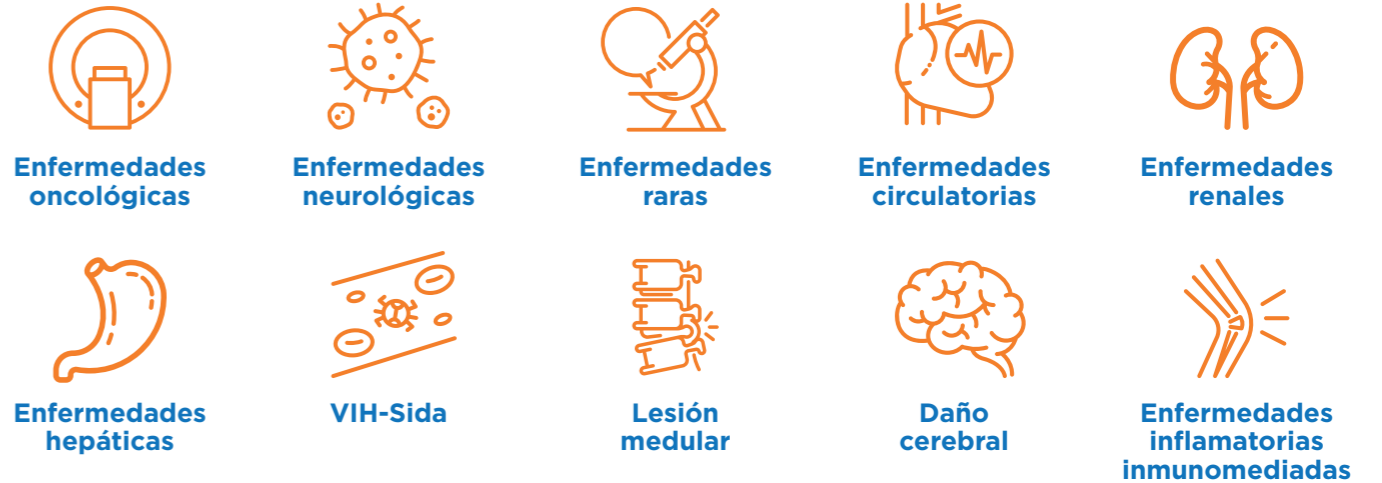 Enfermedades
oncológicas
Enfermedades
neurológicas
Enfermedades
raras
Enfermedades
circulatorias
Enfermedades
renales
Enfermedades
hepáticas
VIH-Sida
Lesión
medular
Daño
cerebral
Enfermedades
inflamatorias
inmunomediadas